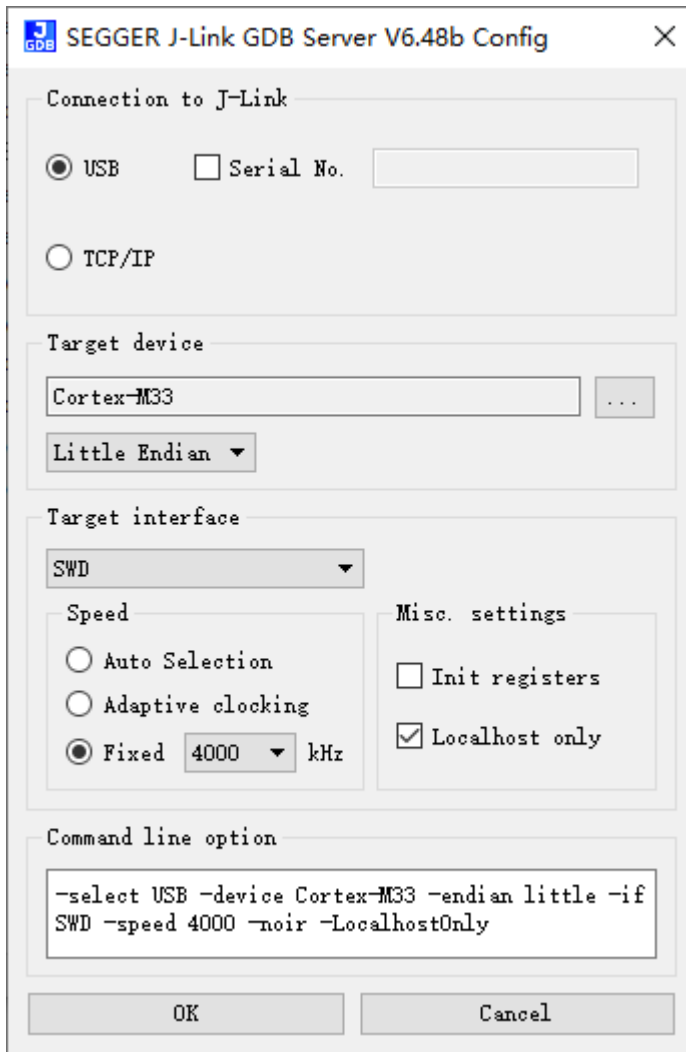 J
GDB
SEGGER J-Link GDB Server V6.48b Config
Connection to J-Link
USB
Serial No.
TCP/IP
Target device
Cortex-M33
...
Little Endian
Target interface
SWD
Speed
Misc. settings
Auto Selection
Init registers
Adaptive clocking
Localhost only
Fixed 4000 kHz
Command line option
-select USB -device Cortex-M33 -endian little -if
SWD -speed 4000 -noir -LocalhostOnly
OK
Cancel